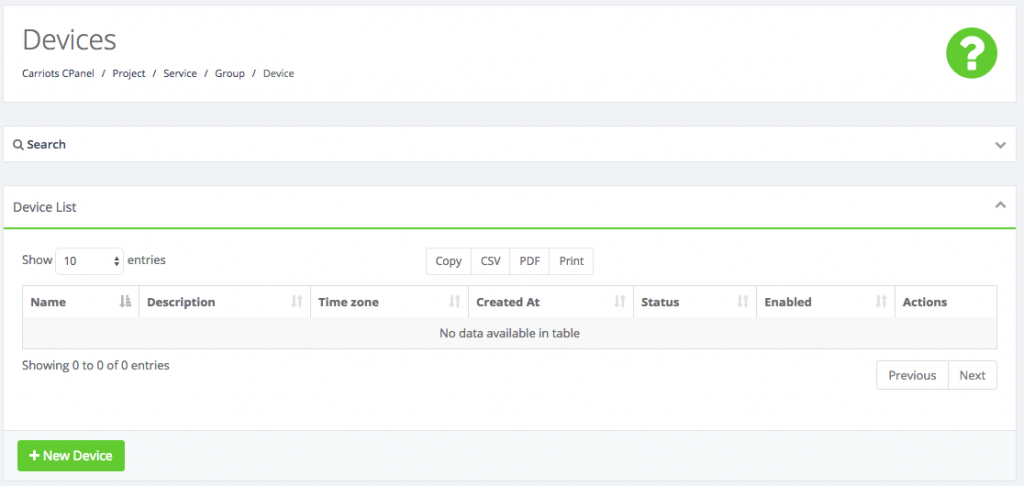 Devices
Carriots CPanel / Project / Service / Group / Device
?
Search
Device List
Show 10 entries
Copy CSV PDF Print
Name Description Time zone Created At Status Enabled Actions
No data available in table
Showing 0 to 0 of 0 entries
Previous Next
+ New Device